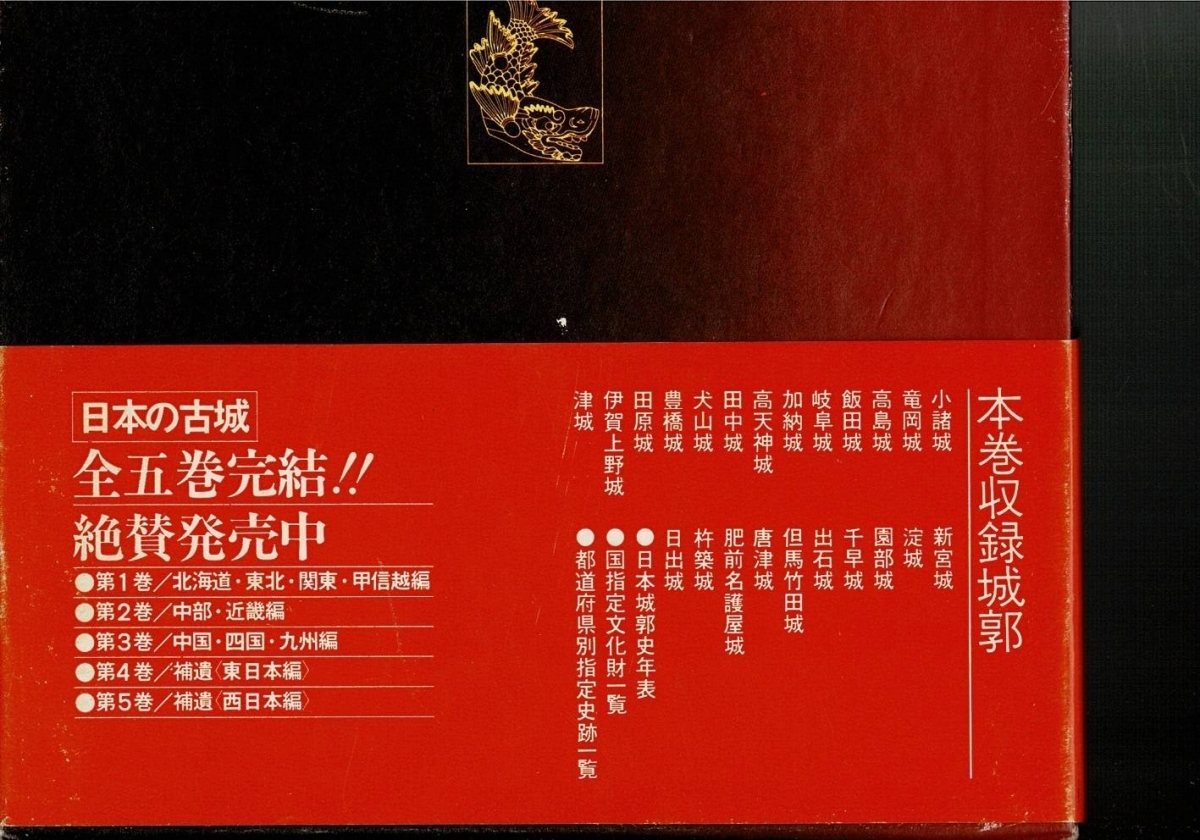 本巻収録城郭
小諸城
竜岡城
高島城
飯田城
岐阜城
加納城
高天神城
田中城
犬山城
豊橋城
田原城
伊賀上野城
津城
新宮城
淀城
園部城
千早城
出石城
但馬竹田城
唐津城
肥前名護屋城
杵築城
日出城
●日本城郭史年表
●国指定文化財一覧
●都道府県別指定史跡一覧
日本の古城
全五巻完結!!
絶賛発売中
●第1巻/北海道・東北・関東・甲信越編
●第2巻/中部・近畿編
●第3巻/中国・四国・九州編
●第4巻/補遺〈東日本編〉
●第5巻/補遺〈西日本編〉